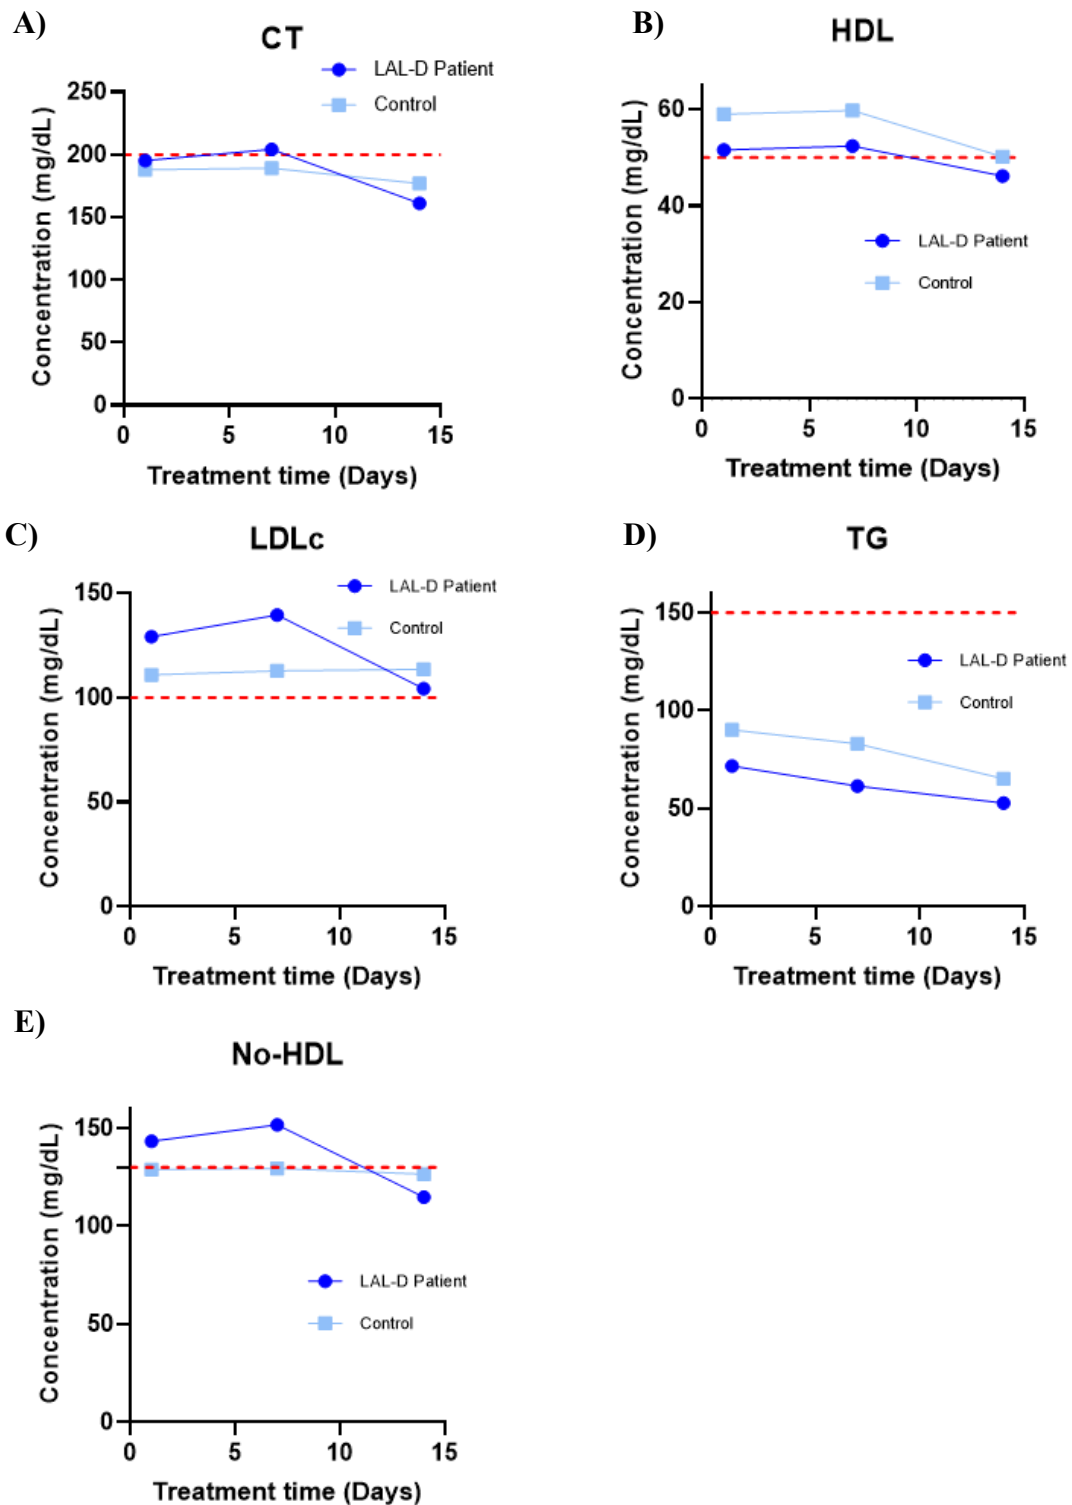 A)
CT
LAL-D Patient
Control
250
200
150
100
50
0
0 5 10 15
Concentration (mg/dL)
Treatment time (Days)
B)
HDL
60
40
20
0
0 5 10 15
LAL-D Patient
Control
Concentration (mg/dL)
Treatment time (Days)
C)
LDLc
LAL-D Patient
Control
150
100
50
0
0 5 10 15
Concentration (mg/dL)
Treatment time (Days)
D)
TG
150
100
50
0
0 5 10 15
LAL-D Patient
Control
Concentration (mg/dL)
Treatment time (Days)
E)
No-HDL
150
100
50
0
0 5 10 15
LAL-D Patient
Control
Concentration (mg/dL)
Treatment time (Days)